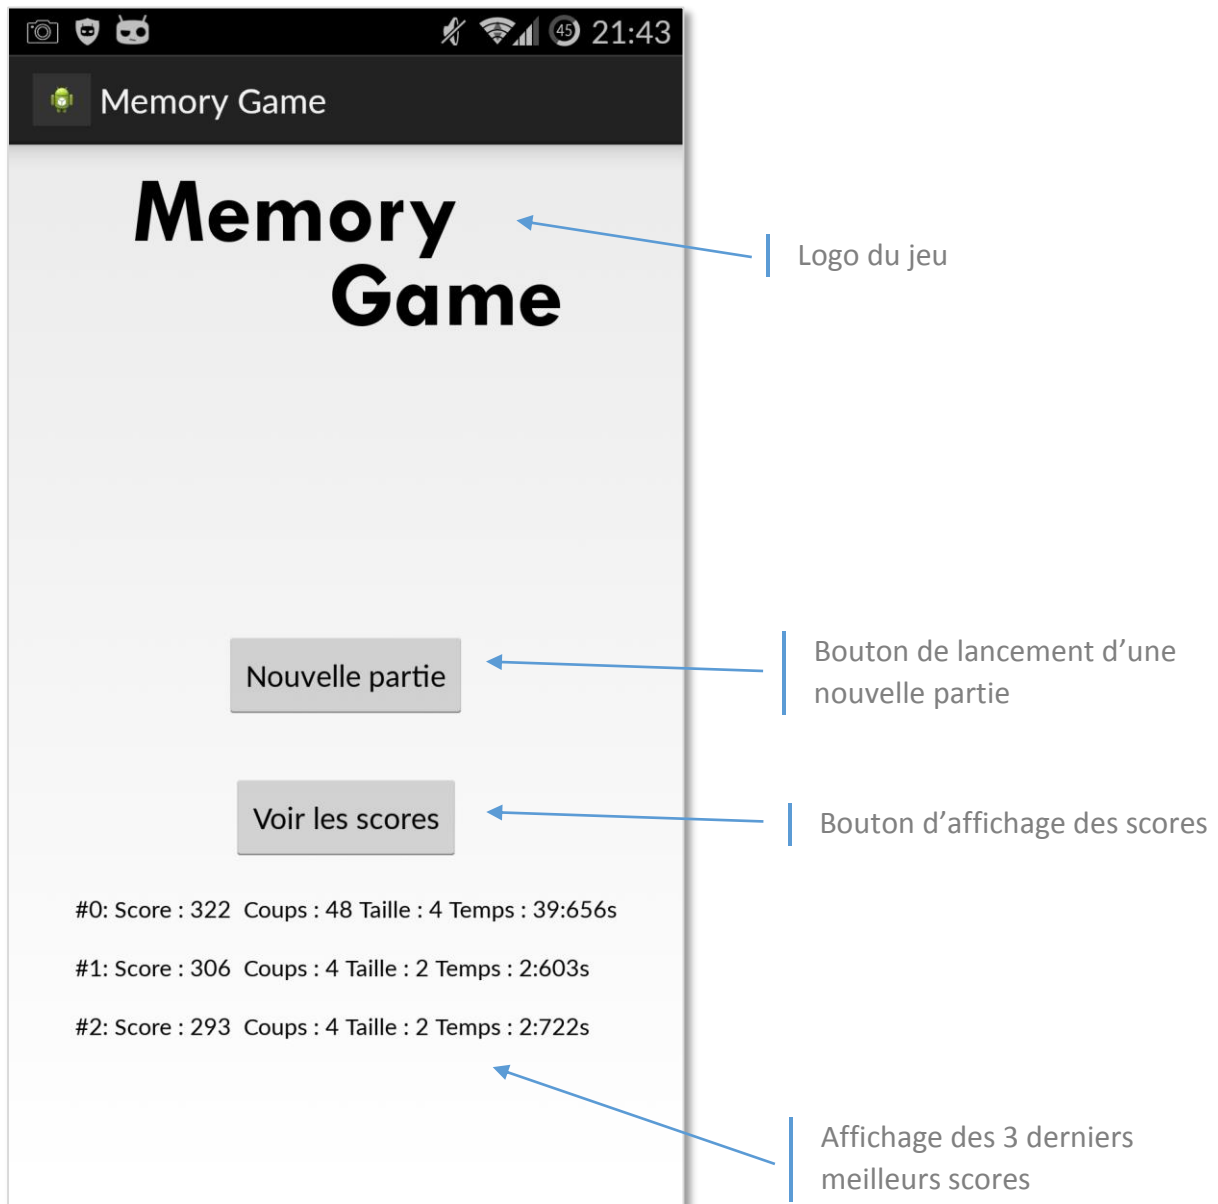 45 21:43
Memory Game
Memory
Game
Logo du jeu
Nouvelle partie
Bouton de lancement d’une
nouvelle partie
Voir les scores
Bouton d’affichage des scores
#0: Score : 322 Coups : 48 Taille : 4 Temps : 39:656s
#1: Score : 306 Coups : 4 Taille : 2 Temps : 2:603s
#2: Score : 293 Coups : 4 Taille : 2 Temps : 2:722s
Affichage des 3 derniers
meilleurs scores